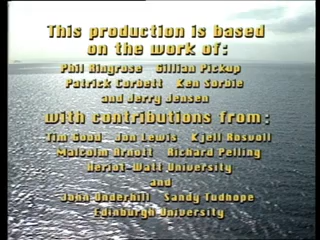 This production is based
on the work of:
Phil Ringrose Gillian Pickup
Patrick Corbett Ken Sorbie
and Jerry Jensen
with contributions from:
Tim Good Jon Lewis Kjell Rosvoll
Malcolm Arnott Richard Pelling
Heriot-Watt University
and
John Underhill Sandy Tudhope
Edinburgh University